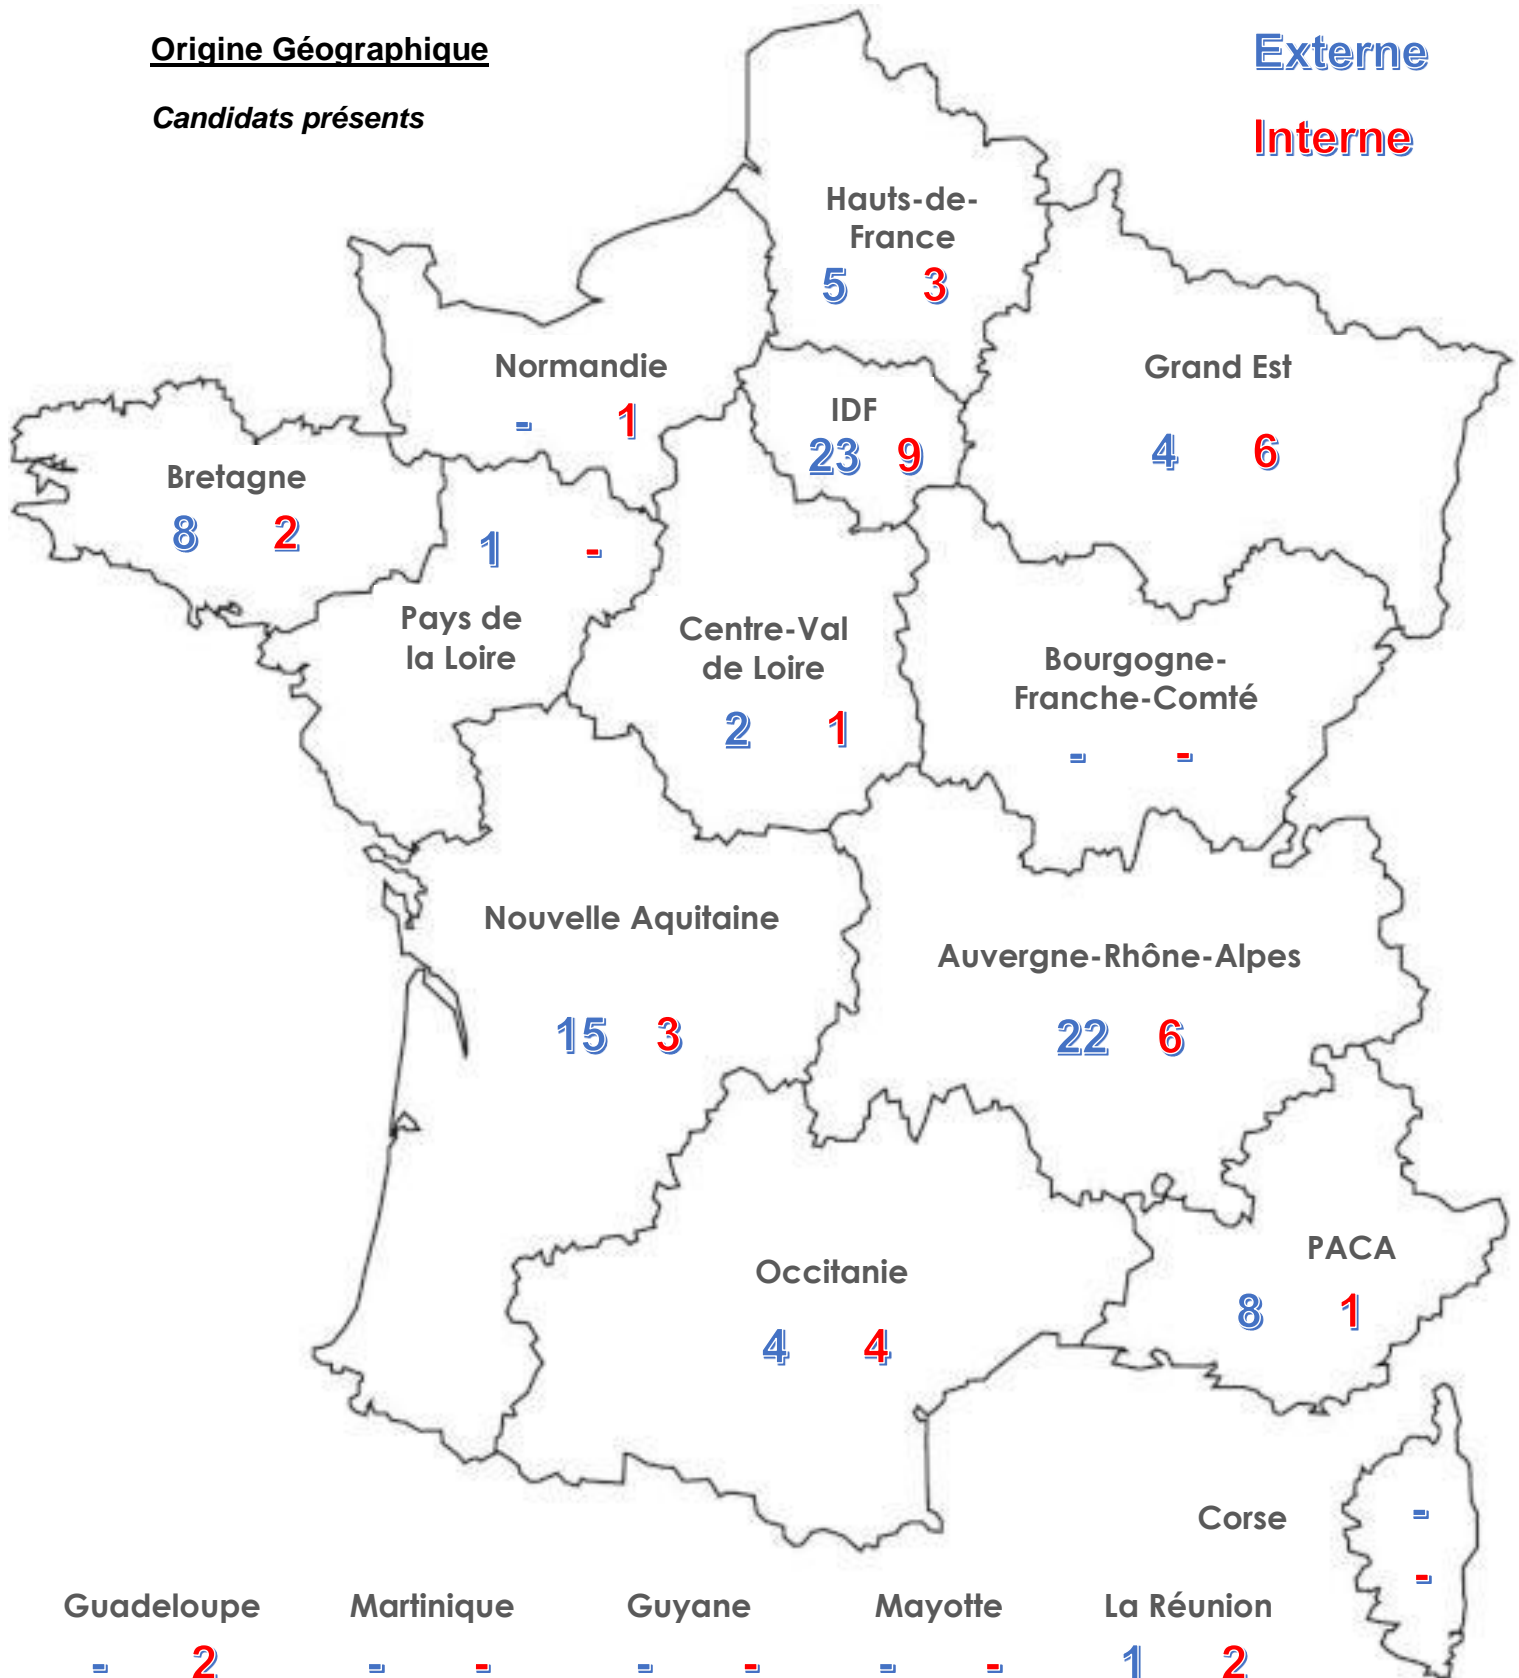 Origine Géographique
Candidats présents
Externe
Interne
Hauts-de-
France
5 3
Normandie
- 1
IDF
23 9
Grand Est
4 6
Bretagne
8 2
1 -
Pays de
la Loire
Centre-Val
de Loire
2 1
Bourgogne-
Franche-Comté
- -
Nouvelle Aquitaine
15 3
Auvergne-Rhône-Alpes
22 6
Occitanie
4 4
PACA
8 1
Corse
-
-
Guadeloupe Martinique Guyane Mayotte La Réunion
- 2 - - - - - - 1 2